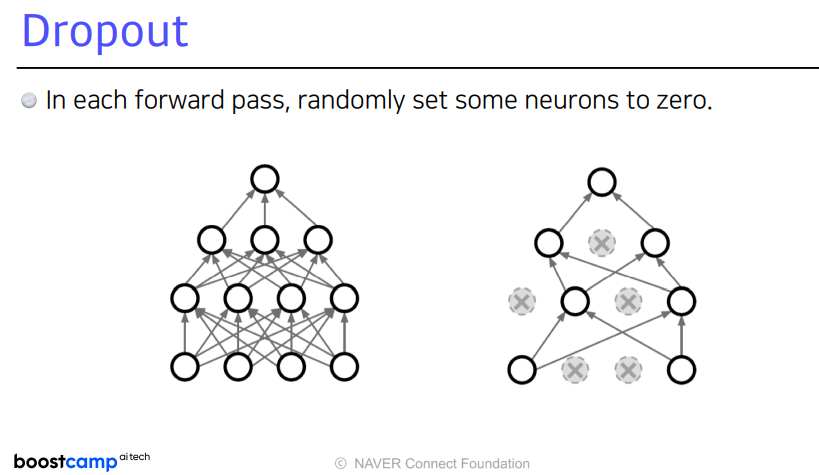 Dropout
In each forward pass, randomly set some neurons to zero.
boostcamp ai tech
© NAVER Connect Foundation